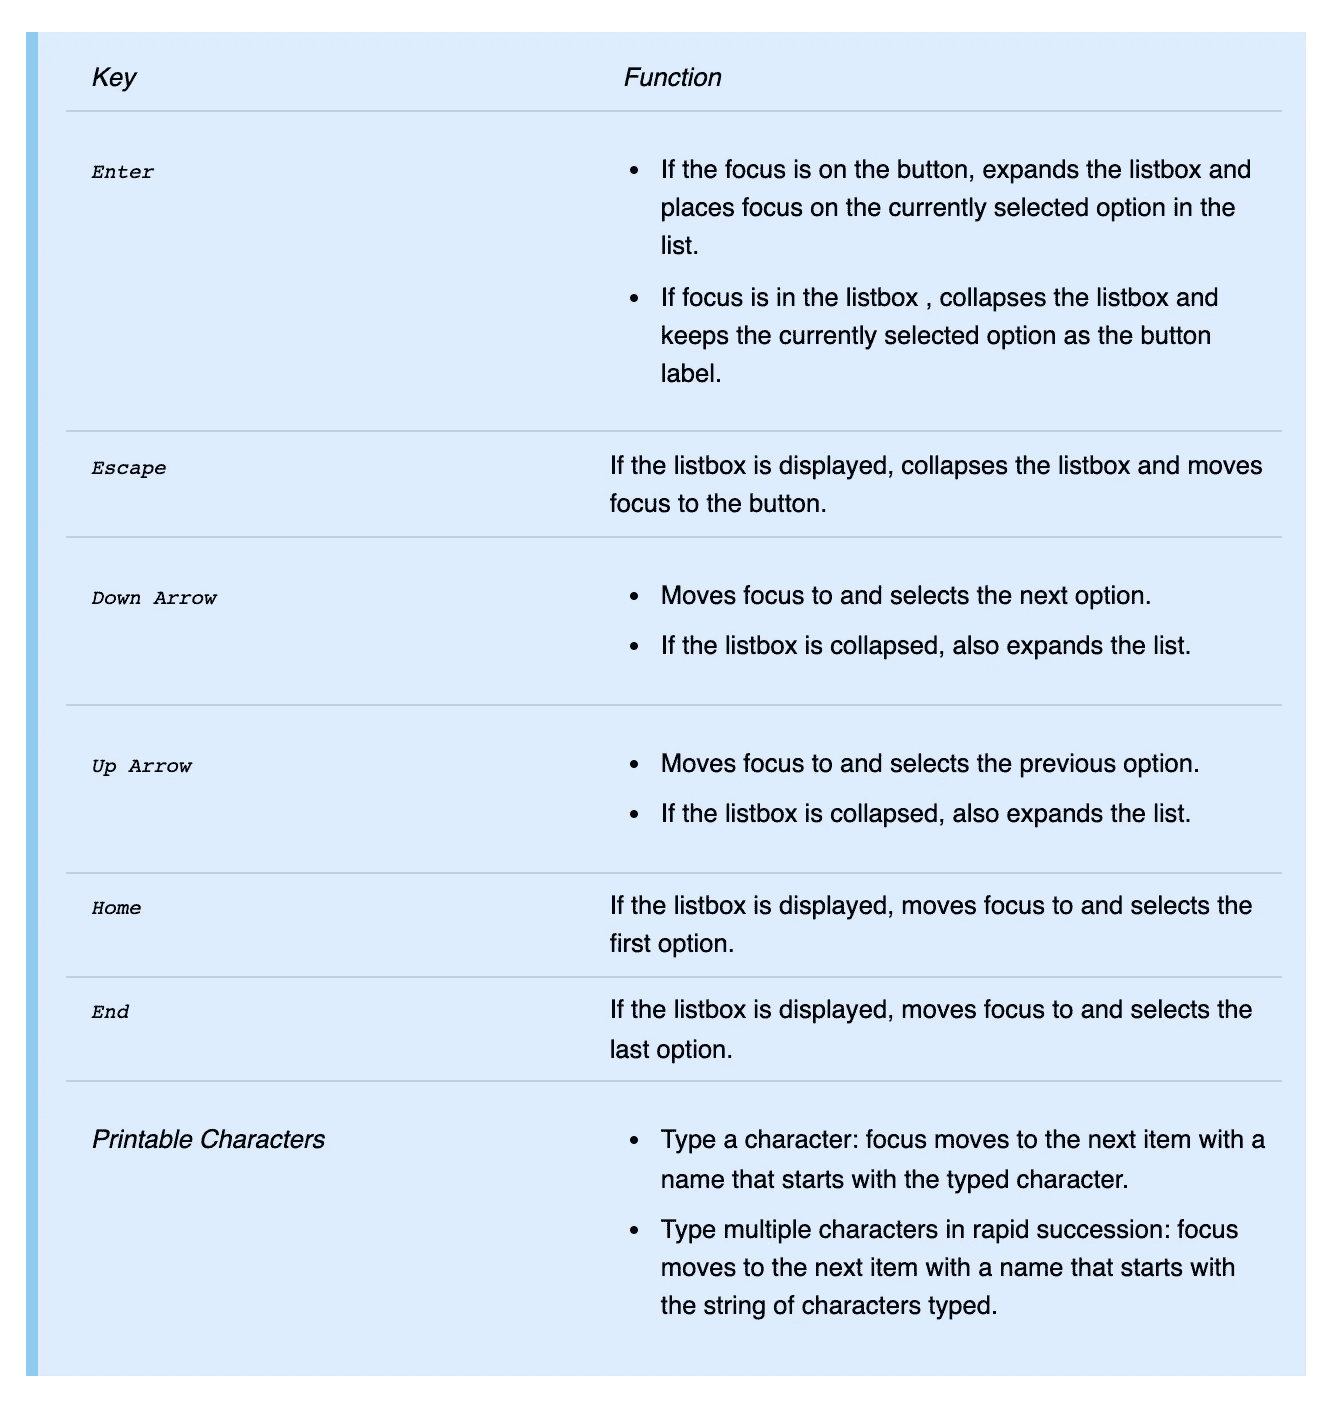 Key Function
Enter
• If the focus is on the button, expands the listbox and
places focus on the currently selected option in the
list.
• If focus is in the listbox , collapses the listbox and
keeps the currently selected option as the button
label.
Escape If the listbox is displayed, collapses the listbox and moves
focus to the button.
Down Arrow
• Moves focus to and selects the next option.
• If the listbox is collapsed, also expands the list.
Up Arrow
• Moves focus to and selects the previous option.
• If the listbox is collapsed, also expands the list.
Home If the listbox is displayed, moves focus to and selects the
first option.
End If the listbox is displayed, moves focus to and selects the
last option.
Printable Characters
• Type a character: focus moves to the next item with a
name that starts with the typed character.
• Type multiple characters in rapid succession: focus
moves to the next item with a name that starts with
the string of characters typed.